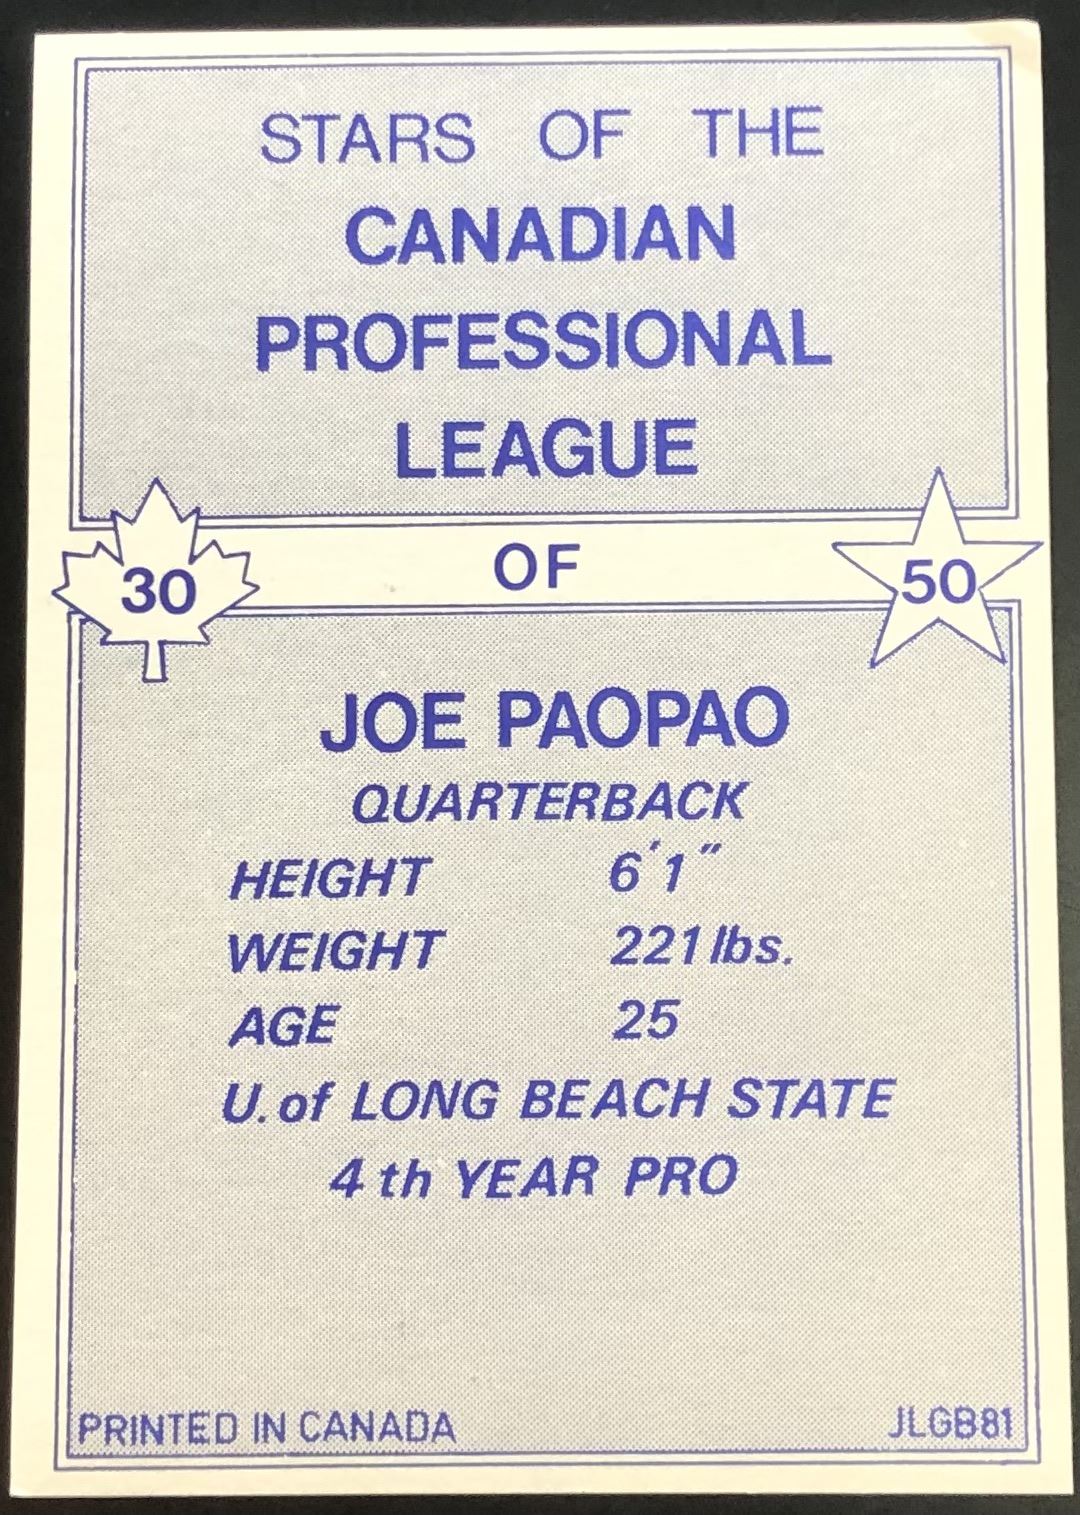 STARS OF THE
CANADIAN
PROFESSIONAL
LEAGUE
30 OF 50
JOE PAOPAO
QUARTERBACK
HEIGHT 6'1"
WEIGHT 221 lbs.
AGE 25
U. of LONG BEACH STATE
4 th YEAR PRO
PRINTED IN CANADA JLGB81